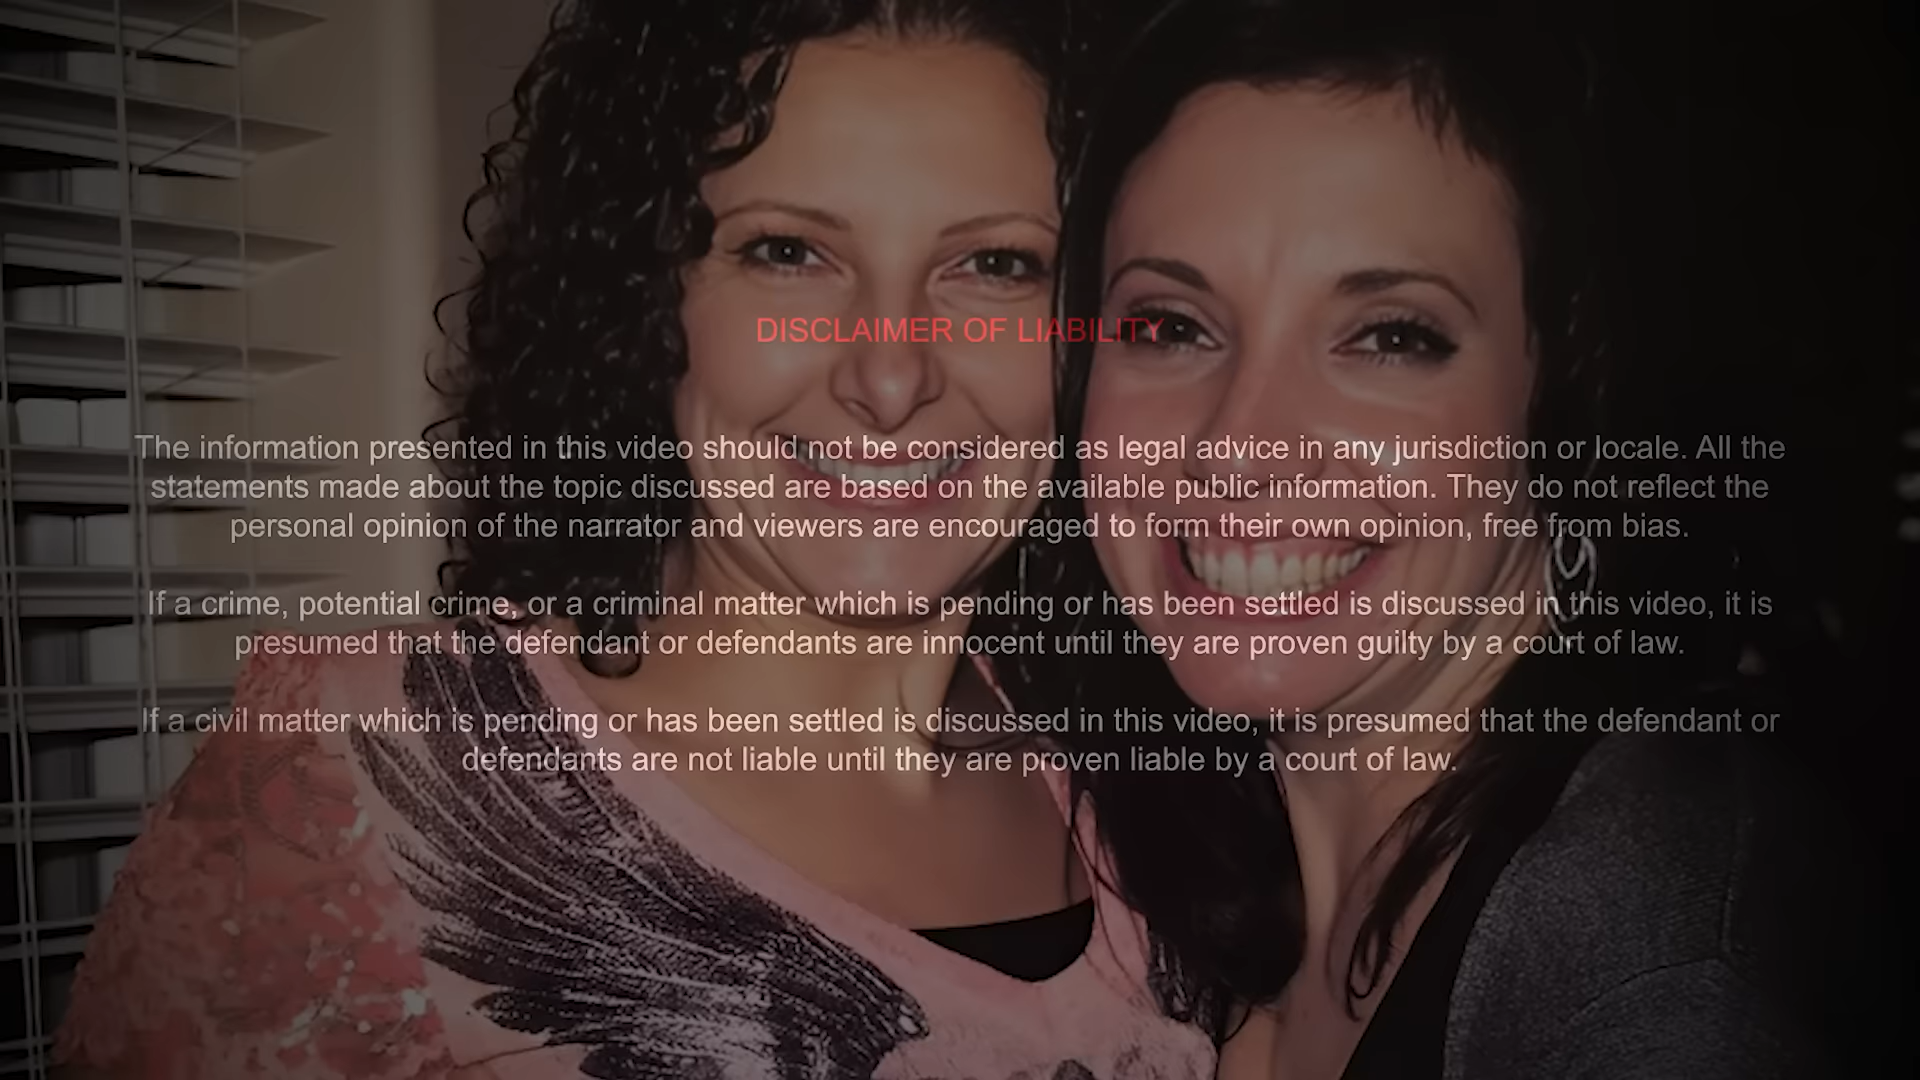 DISCLAIMER OF LIABILITY
The information presented in this video should not be considered as legal advice in any jurisdiction or locale. All the
statements made about the topic discussed are based on the available public information. They do not reflect the
personal opinion of the narrator and viewers are encouraged to form their own opinion, free from bias.
If a crime, potential crime, or a criminal matter which is pending or has been settled is discussed in this video, it is
presumed that the defendant or defendants are innocent until they are proven guilty by a court of law.
If a civil matter which is pending or has been settled is discussed in this video, it is presumed that the defendant or
defendants are not liable until they are proven liable by a court of law.